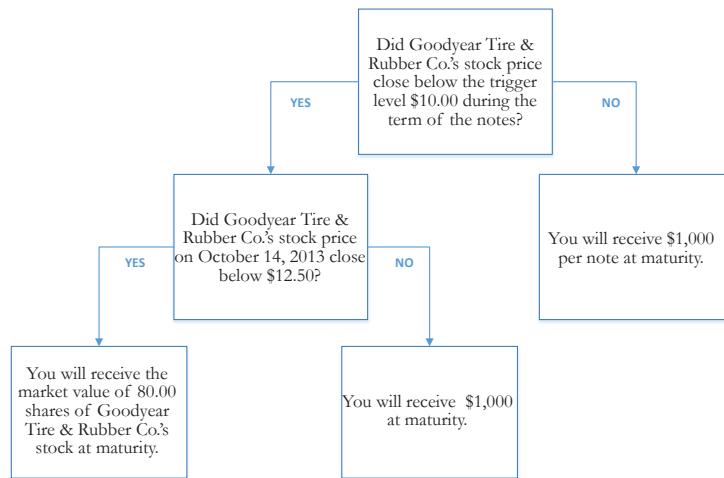 Did Goodyear Tire &
Rubber Co.'s stock price
close below the trigger
level $10.00 during the
term of the notes?
YES
NO
Did Goodyear Tire &
Rubber Co.'s stock price
on October 14, 2013 close
below $12.50?
You will receive $1,000
per note at maturity.
YES
NO
You will receive the
market value of 80.00
shares of Goodyear
Tire & Rubber Co.'s
stock at maturity.
You will receive $1,000
at maturity.